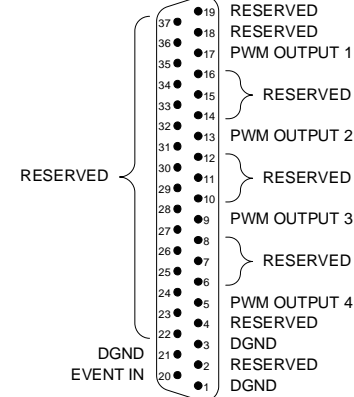 19 RESERVED
37
18 RESERVED
36
17 PWM OUTPUT 1
35
16
34
15 RESERVED
33
14
32
13 PWM OUTPUT 2
31
12
RESERVED 30
11 RESERVED
29
10
28
9 PWM OUTPUT 3
27
8
26
7 RESERVED
25
6
24
5 PWM OUTPUT 4
23
4 RESERVED
22
3 DGND
DGND 21
2 RESERVED
EVENT IN 20
1 DGND